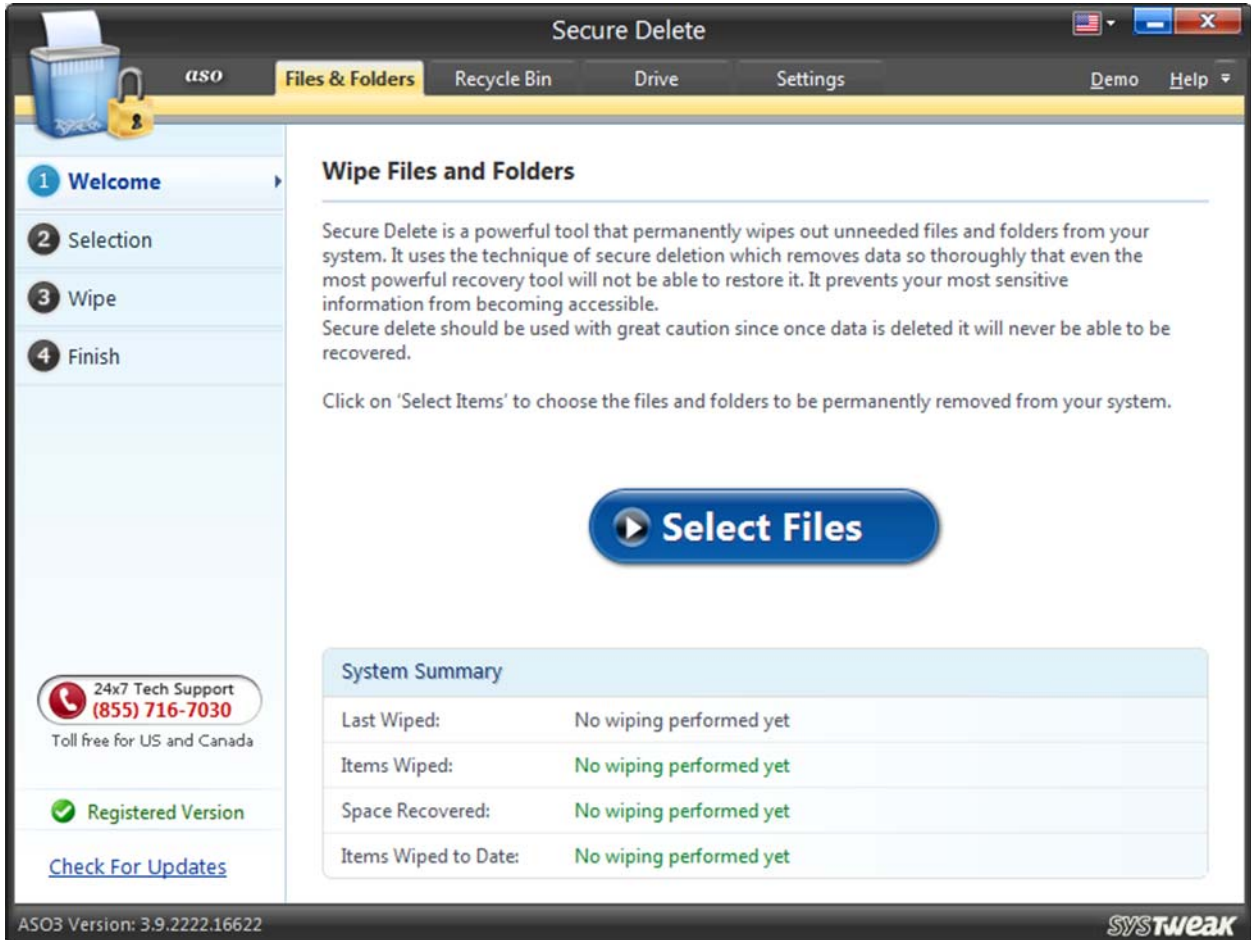 Secure Delete
aso
Files & Folders
Recycle Bin
Drive
Settings
Demo
Help
1 Welcome
2 Selection
3 Wipe
4 Finish
Wipe Files and Folders
Secure Delete is a powerful tool that permanently wipes out unneeded files and folders from your
system. It uses the technique of secure deletion which removes data so thoroughly that even the
most powerful recovery tool will not be able to restore it. It prevents your most sensitive
information from becoming accessible.
Secure delete should be used with great caution since once data is deleted it will never be able to be
recovered.
Click on 'Select Items' to choose the files and folders to be permanently removed from your system.
Select Files
System Summary
Last Wiped: No wiping performed yet
Items Wiped: No wiping performed yet
Space Recovered: No wiping performed yet
Items Wiped to Date: No wiping performed yet
24x7 Tech Support
(855) 716-7030
Toll free for US and Canada
Registered Version
Check For Updates
ASO3 Version: 3.9.2222.16622
SYSTweak